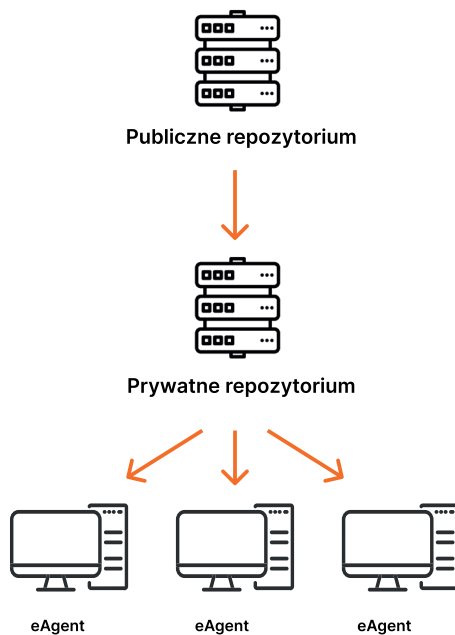 Publiczne repozytorium
Prywatne repozytorium
eAgent
eAgent
eAgent